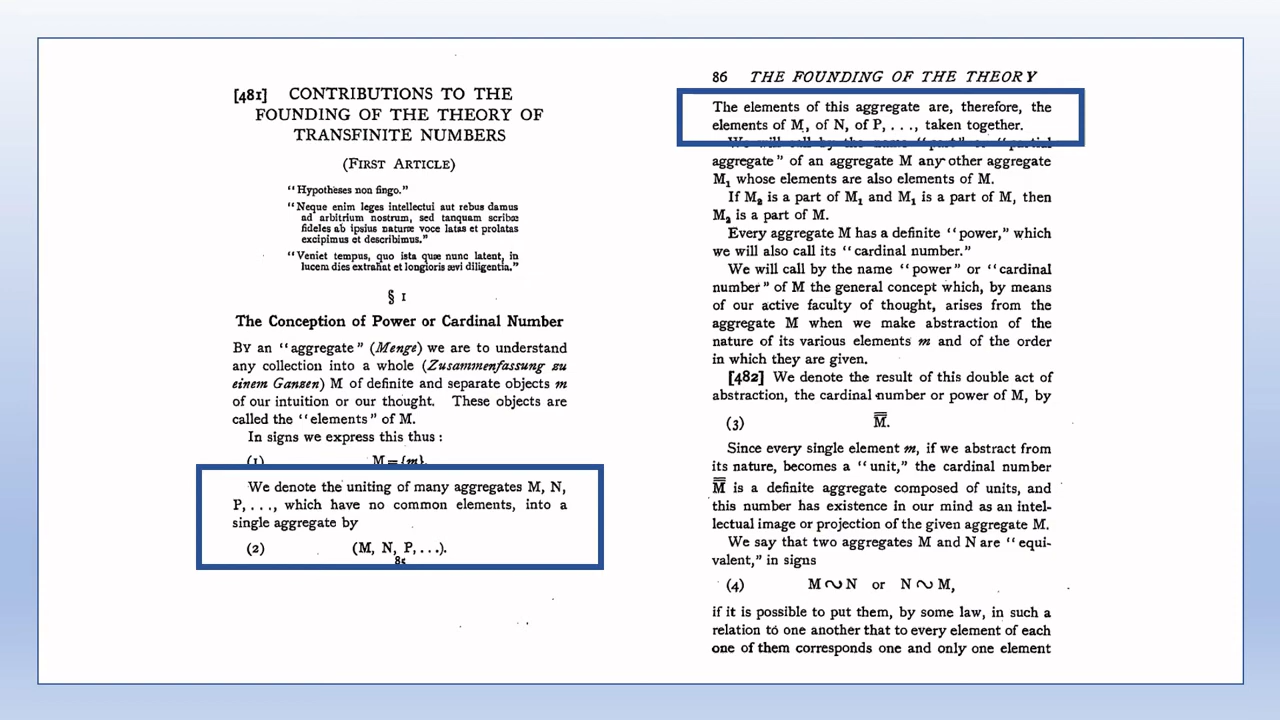 [481] CONTRIBUTIONS TO THE
FOUNDING OF THE THEORY OF
TRANSFINITE NUMBERS
(FIRST ARTICLE)
"Hypotheses non fingo."
"Neque enim leges intellectui aut rebus damus
ad arbitrium nostrum, sed tanquam scribæ
fideles ab ipsius naturæ voce latas et prolatas
excipimus et describimus."
"Veniet tempus, quo ista quæ nunc latent, in
lucem dies extrahat et longioris ævi diligentia."
§ 1
The Conception of Power or Cardinal Number
By an "aggregate" (Menge) we are to understand
any collection into a whole (Zusammenfassung zu
einem Ganzen) M of definite and separate objects m
of our intuition or our thought. These objects are
called the "elements" of M.
In signs we express this thus :
(1) M = {m}.
We denote the uniting of many aggregates M, N,
P, . . ., which have no common elements, into a
single aggregate by
(2) (M, N, P, . . .).
85
86 THE FOUNDING OF THE THEORY
The elements of this aggregate are, therefore, the
elements of M, of N, of P, . . ., taken together.
We will call by the name "part" or "partial
aggregate" of an aggregate M any other aggregate
M₁ whose elements are also elements of M.
If M₂ is a part of M₁ and M₁ is a part of M, then
M₂ is a part of M.
Every aggregate M has a definite "power," which
we will also call its "cardinal number."
We will call by the name "power" or "cardinal
number" of M the general concept which, by means
of our active faculty of thought, arises from the
aggregate M when we make abstraction of the
nature of its various elements m and of the order
in which they are given.
[482] We denote the result of this double act of
abstraction, the cardinal number or power of M, by
(3) M̿.
Since every single element m, if we abstract from
its nature, becomes a "unit," the cardinal number
M̿ is a definite aggregate composed of units, and
this number has existence in our mind as an intel-
lectual image or projection of the given aggregate M.
We say that two aggregates M and N are "equi-
valent," in signs
(4) M ∾ N or N ∾ M,
if it is possible to put them, by some law, in such a
relation to one another that to every element of each
one of them corresponds one and only one element